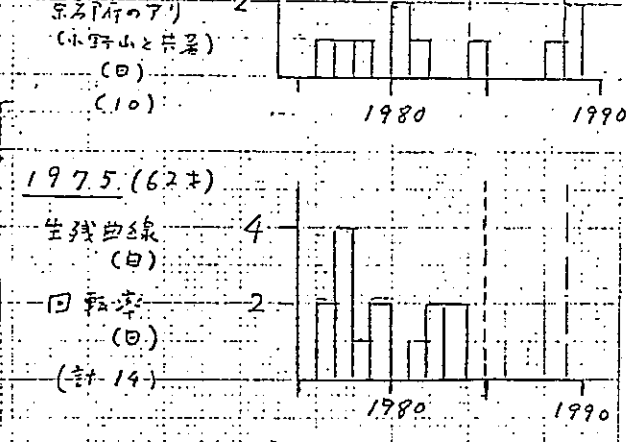 京都府のアリ
2
(小野山と共著)
(日)
(10)
1980
1990
1975 (62才)
生残曲線
4
(日)
回転率
2
(日)
(計 14)
1980
1990